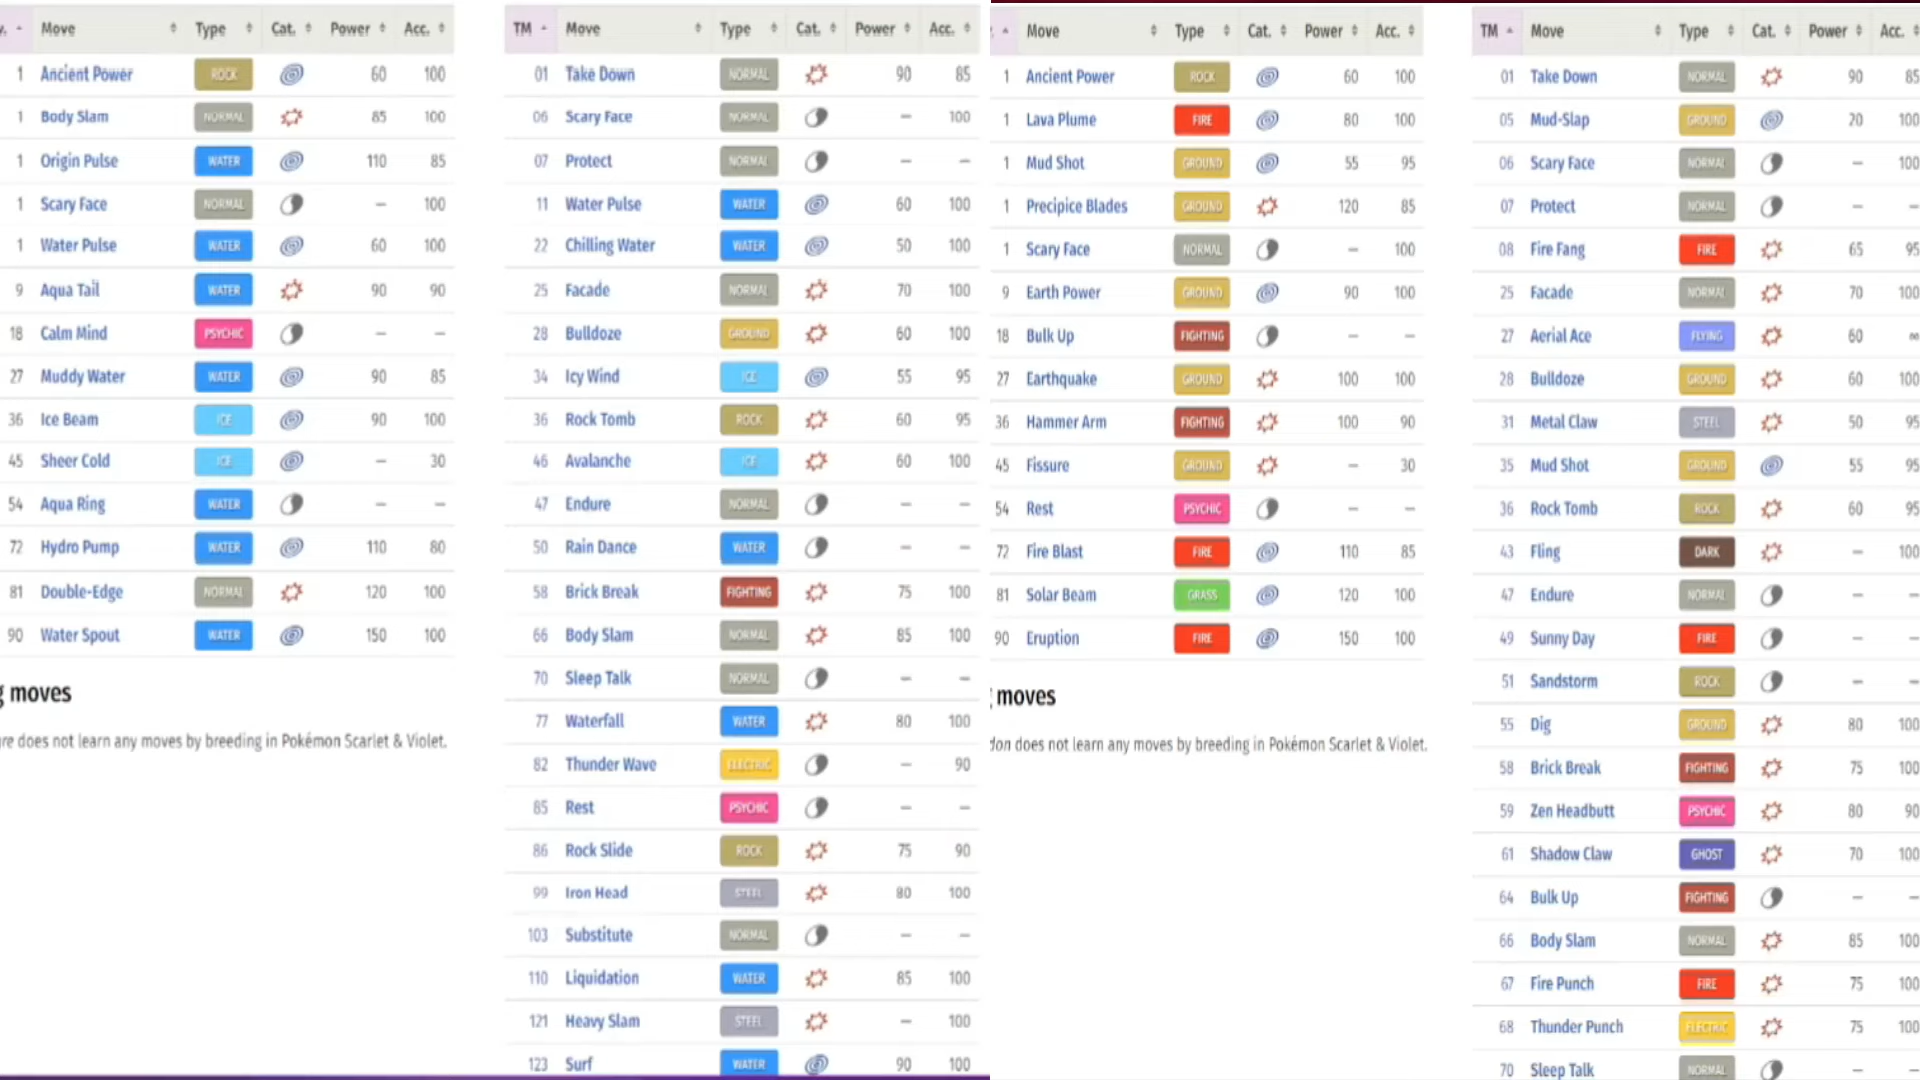 Move Type Cat. Power Acc.
1 Ancient Power ROCK 60 100
1 Body Slam NORMAL 85 100
1 Origin Pulse WATER 110 85
1 Scary Face NORMAL — 100
1 Water Pulse WATER 60 100
9 Aqua Tail WATER 90 90
18 Calm Mind PSYCHIC — —
27 Muddy Water WATER 90 85
36 Ice Beam ICE 90 100
45 Sheer Cold ICE — 30
54 Aqua Ring WATER — —
72 Hydro Pump WATER 110 80
81 Double-Edge NORMAL 120 100
90 Water Spout WATER 150 100
g moves
re does not learn any moves by breeding in Pokémon Scarlet & Violet.
TM Move Type Cat. Power Acc.
01 Take Down NORMAL 90 85
06 Scary Face NORMAL — 100
07 Protect NORMAL — —
11 Water Pulse WATER 60 100
22 Chilling Water WATER 50 100
25 Facade NORMAL 70 100
28 Bulldoze GROUND 60 100
34 Icy Wind ICE 55 95
36 Rock Tomb ROCK 60 95
46 Avalanche ICE 60 100
47 Endure NORMAL — —
50 Rain Dance WATER — —
58 Brick Break FIGHTING 75 100
66 Body Slam NORMAL 85 100
70 Sleep Talk NORMAL — —
77 Waterfall WATER 80 100
82 Thunder Wave ELECTRIC — 90
85 Rest PSYCHIC — —
86 Rock Slide ROCK 75 90
99 Iron Head STEEL 80 100
103 Substitute NORMAL — —
110 Liquidation WATER 85 100
121 Heavy Slam STEEL — 100
123 Surf WATER 90 100
Move Type Cat. Power Acc.
1 Ancient Power ROCK 60 100
1 Lava Plume FIRE 80 100
1 Mud Shot GROUND 55 95
1 Precipice Blades GROUND 120 85
1 Scary Face NORMAL — 100
9 Earth Power GROUND 90 100
18 Bulk Up FIGHTING — —
27 Earthquake GROUND 100 100
36 Hammer Arm FIGHTING 100 90
45 Fissure GROUND — 30
54 Rest PSYCHIC — —
72 Fire Blast FIRE 110 85
81 Solar Beam GRASS 120 100
90 Eruption FIRE 150 100
moves
don does not learn any moves by breeding in Pokémon Scarlet & Violet.
TM Move Type Cat. Power Acc.
01 Take Down NORMAL 90 85
05 Mud-Slap GROUND 20 100
06 Scary Face NORMAL — 100
07 Protect NORMAL — —
08 Fire Fang FIRE 65 95
25 Facade NORMAL 70 100
27 Aerial Ace FLYING 60 ∞
28 Bulldoze GROUND 60 100
31 Metal Claw STEEL 50 95
35 Mud Shot GROUND 55 95
36 Rock Tomb ROCK 60 95
43 Fling DARK — 100
47 Endure NORMAL — —
49 Sunny Day FIRE — —
51 Sandstorm ROCK — —
55 Dig GROUND 80 100
58 Brick Break FIGHTING 75 100
59 Zen Headbutt PSYCHIC 80 90
61 Shadow Claw GHOST 70 100
64 Bulk Up FIGHTING — —
66 Body Slam NORMAL 85 100
67 Fire Punch FIRE 75 100
68 Thunder Punch ELECTRIC 75 100
70 Sleep Talk NORMAL — —